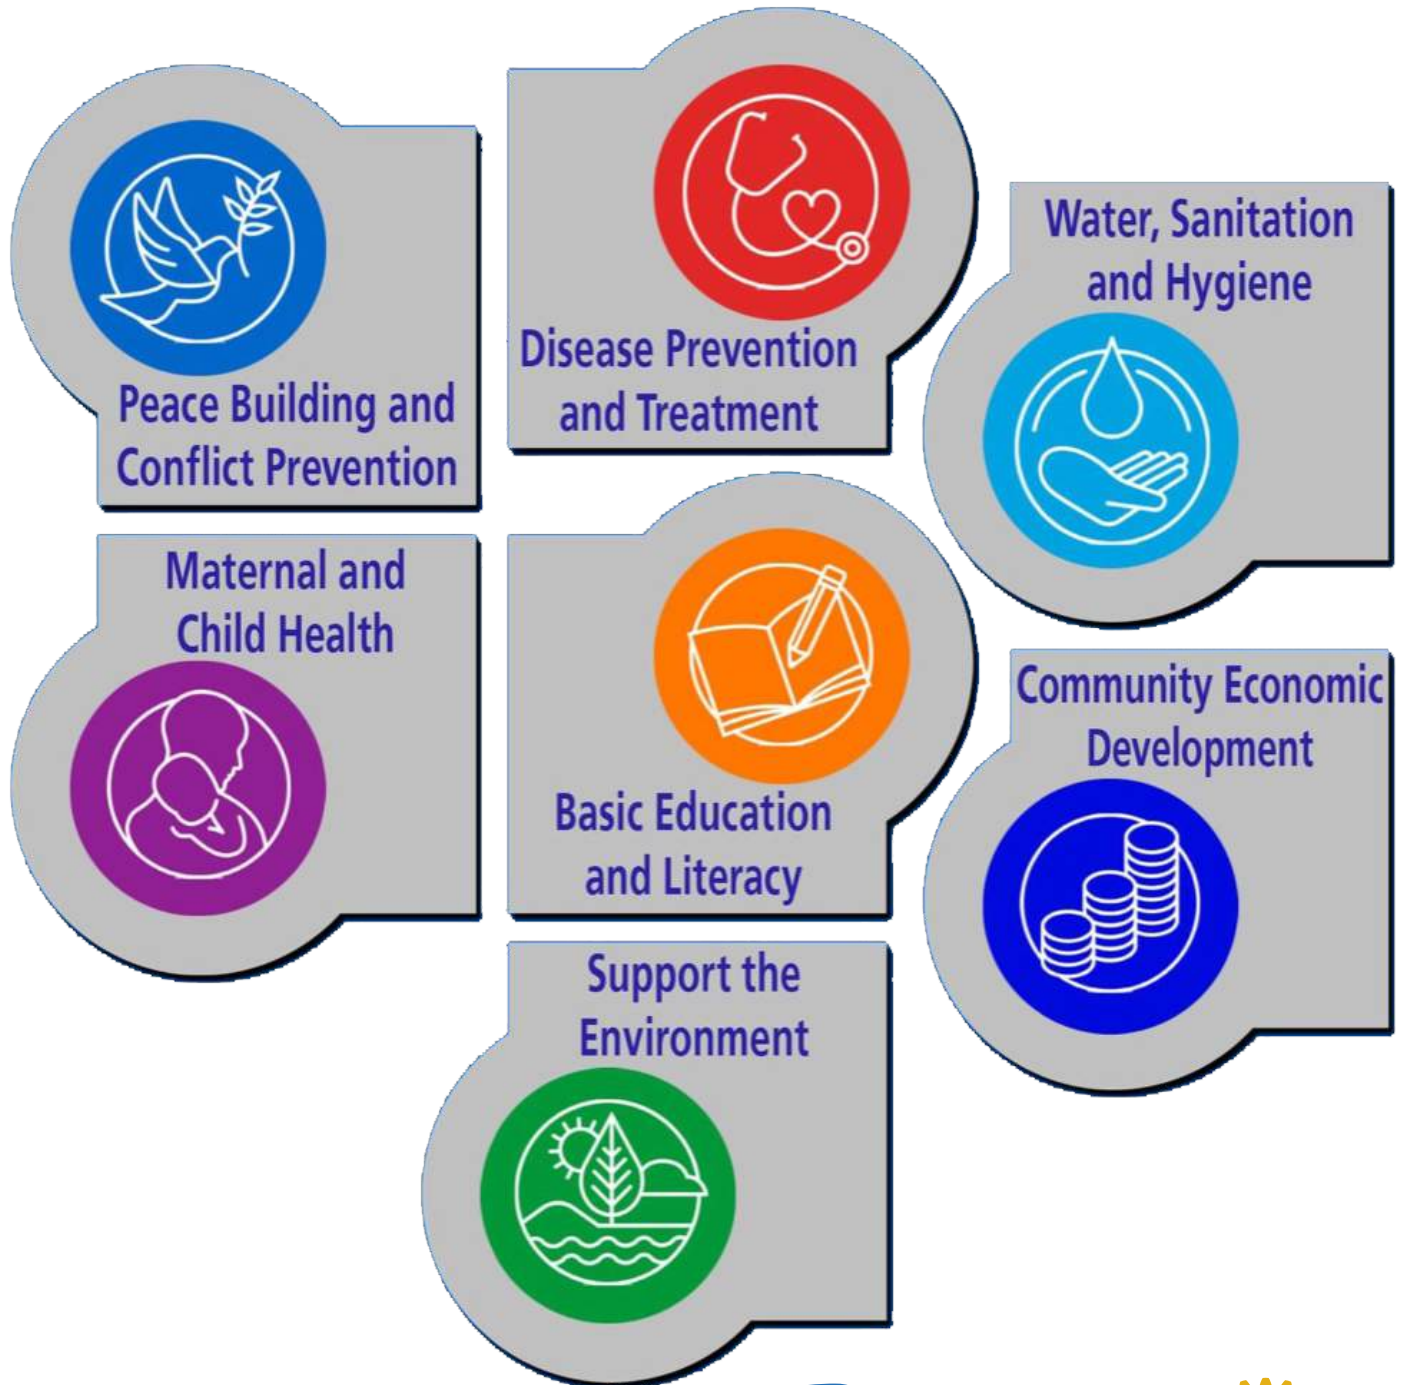 Peace Building and
Conflict Prevention
Disease Prevention
and Treatment
Water, Sanitation
and Hygiene
Maternal and
Child Health
Basic Education
and Literacy
Community Economic
Development
Support the
Environment